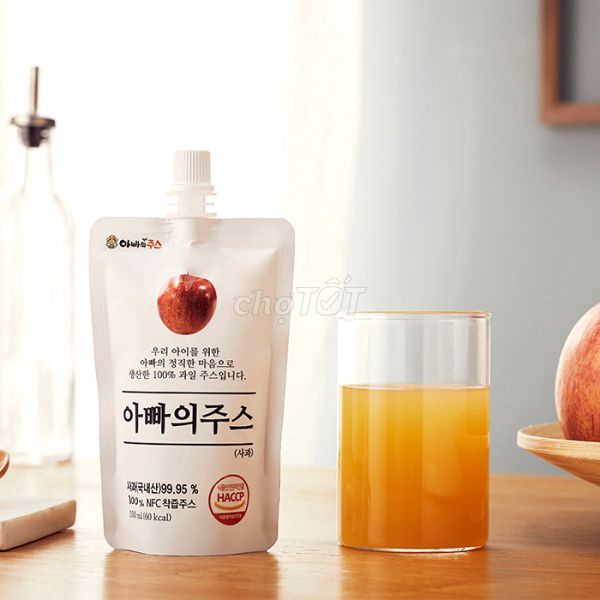 아빠의주스
chợTỐT
우리 아이를 위한
아빠의 정직한 마음으로
생산한 100% 과일 주스입니다.
아빠의주스
(사과)
사과(국내산)99.95 %
100% NFC 착즙주스
HACCP